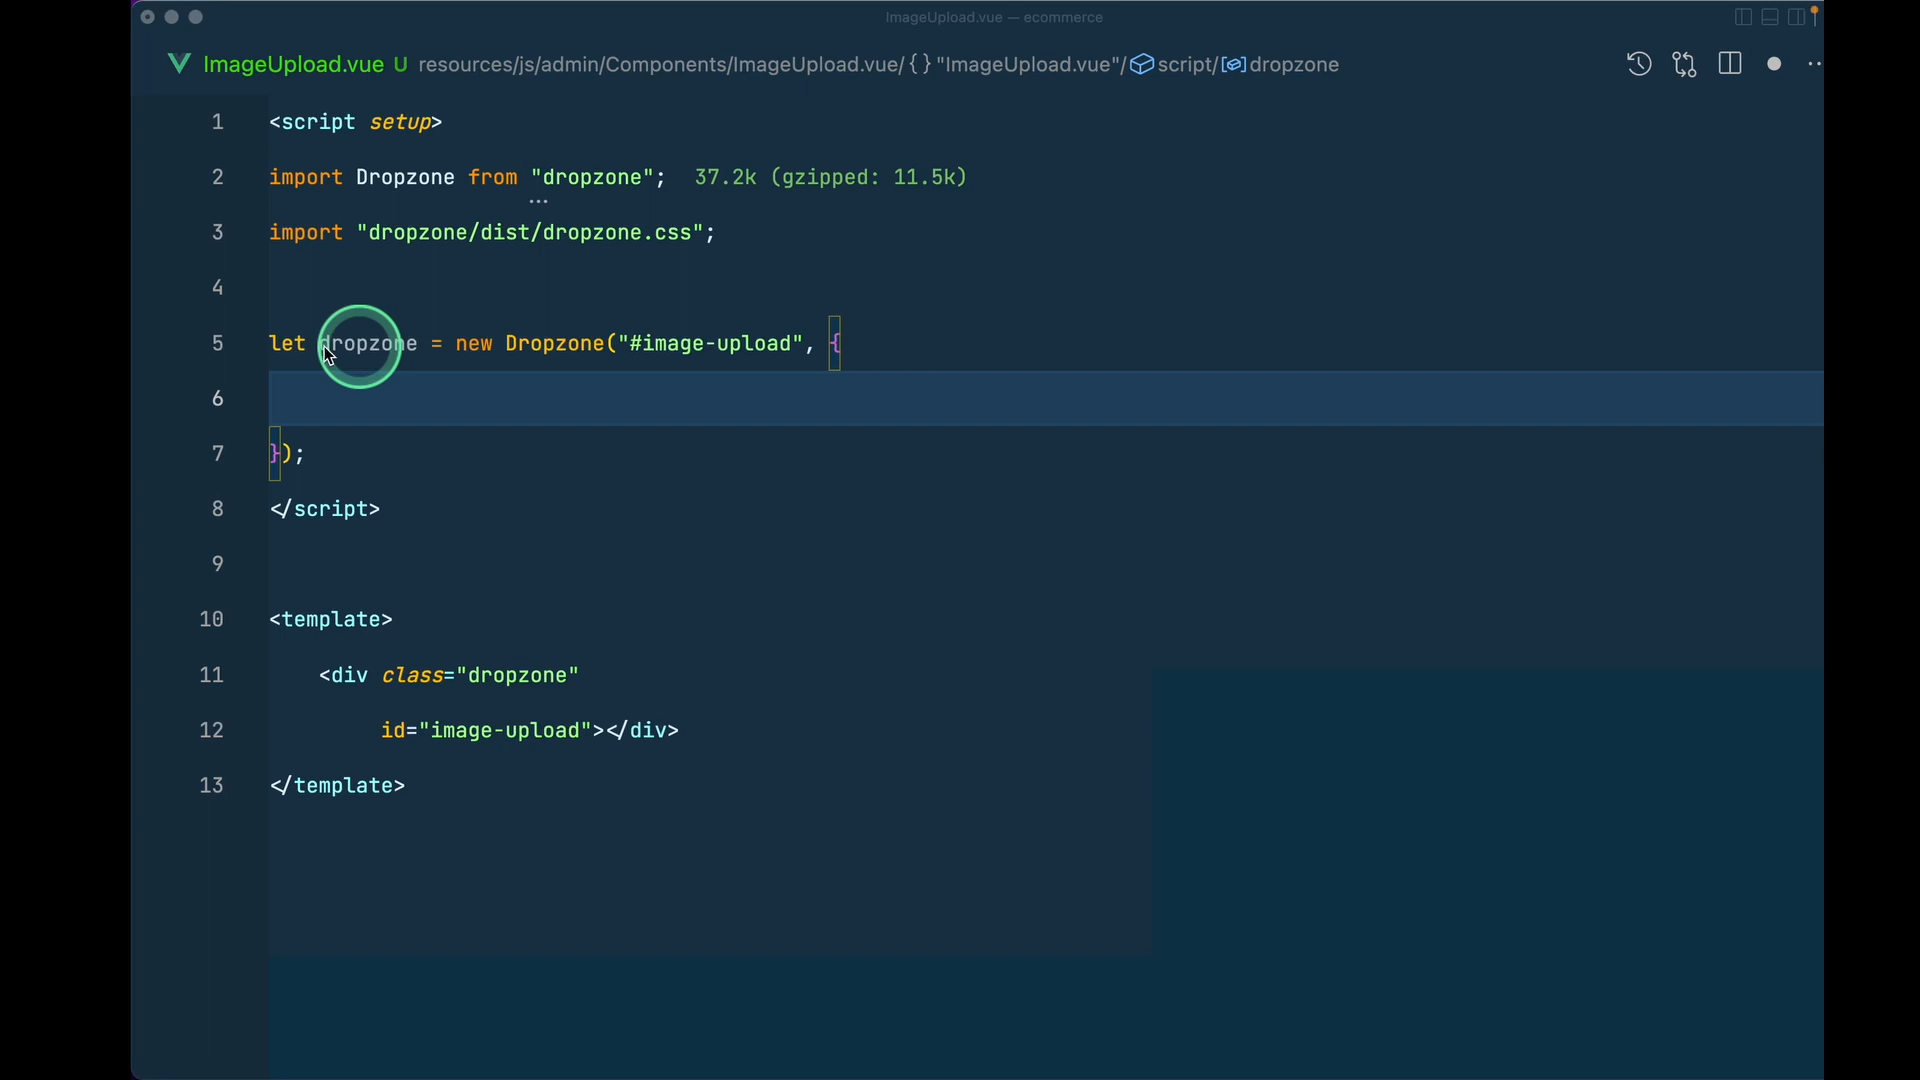 ImageUpload.vue — ecommerce
ImageUpload.vue U resources/js/admin/Components/ImageUpload.vue/{} "ImageUpload.vue"/script/dropzone
1 <script setup>
2 import Dropzone from "dropzone"; 37.2k (gzipped: 11.5k)
3 import "dropzone/dist/dropzone.css";
4
5 let dropzone = new Dropzone("#image-upload", {
6
7 });
8 </script>
9
10 <template>
11 <div class="dropzone"
12 id="image-upload"></div>
13 </template>